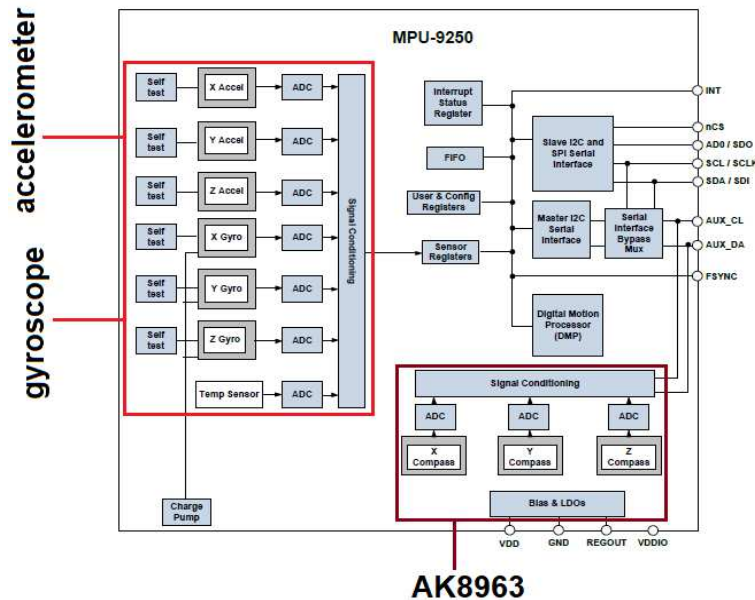 MPU-9250
accelerometer
gyroscope
Self
test
X Accel
ADC
Self
test
Y Accel
ADC
Self
test
Z Accel
ADC
Self
test
X Gyro
ADC
Self
test
Y Gyro
ADC
Self
test
Z Gyro
ADC
Temp Sensor
ADC
Signal Conditioning
Charge
Pump
Interrupt
Status
Register
FIFO
User & Config
Registers
Sensor
Registers
Slave I2C and
SPI Serial
Interface
Master I2C
Serial
Interface
Serial
Interface
Bypass
Mux
Digital Motion
Processor
(DMP)
INT
nCS
AD0 / SDO
SCL / SCLK
SDA / SDI
AUX_CL
AUX_DA
FSYNC
Signal Conditioning
ADC
ADC
ADC
X
Compass
Y
Compass
Z
Compass
Bias & LDOs
VDD
GND
REGOUT
VDDIO
AK8963